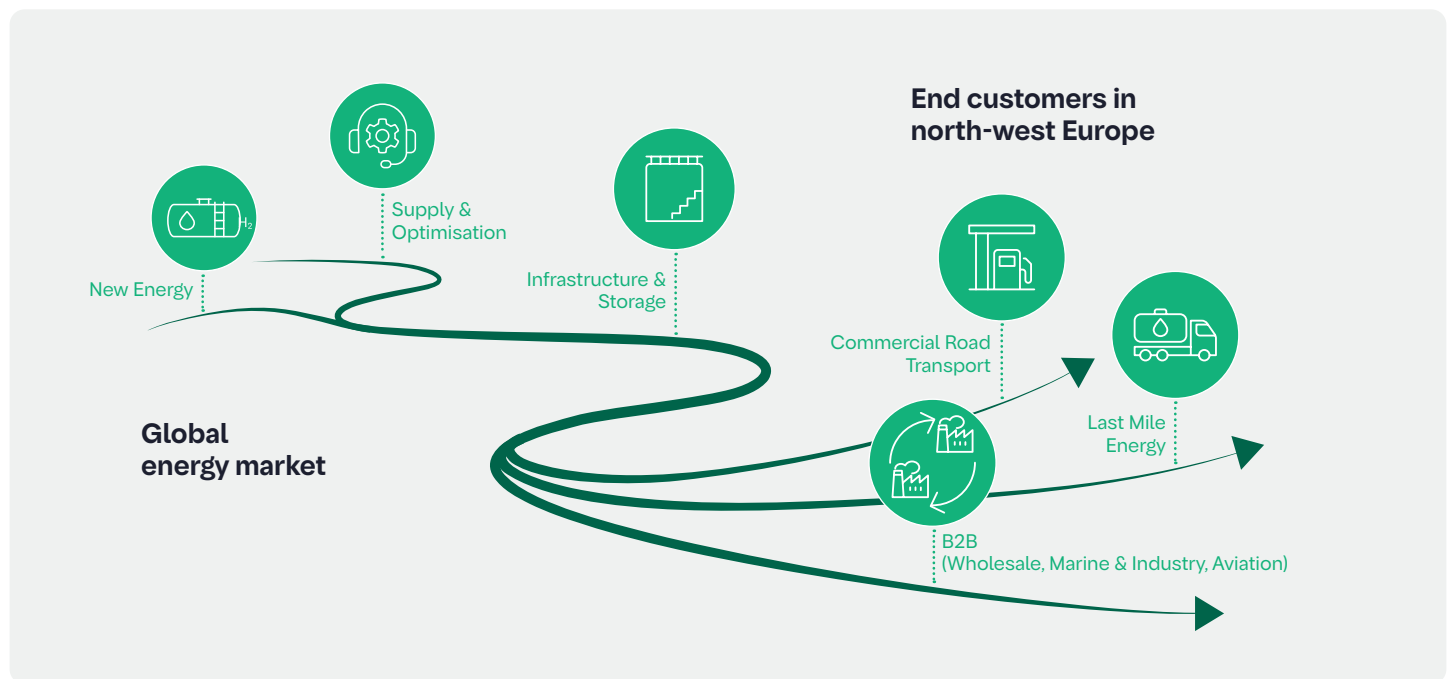 End customers in
north-west Europe
Supply &
Optimisation
H2
New Energy
Infrastructure &
Storage
Commercial Road
Transport
Last Mile
Energy
Global
energy market
B2B
(Wholesale, Marine & Industry, Aviation)